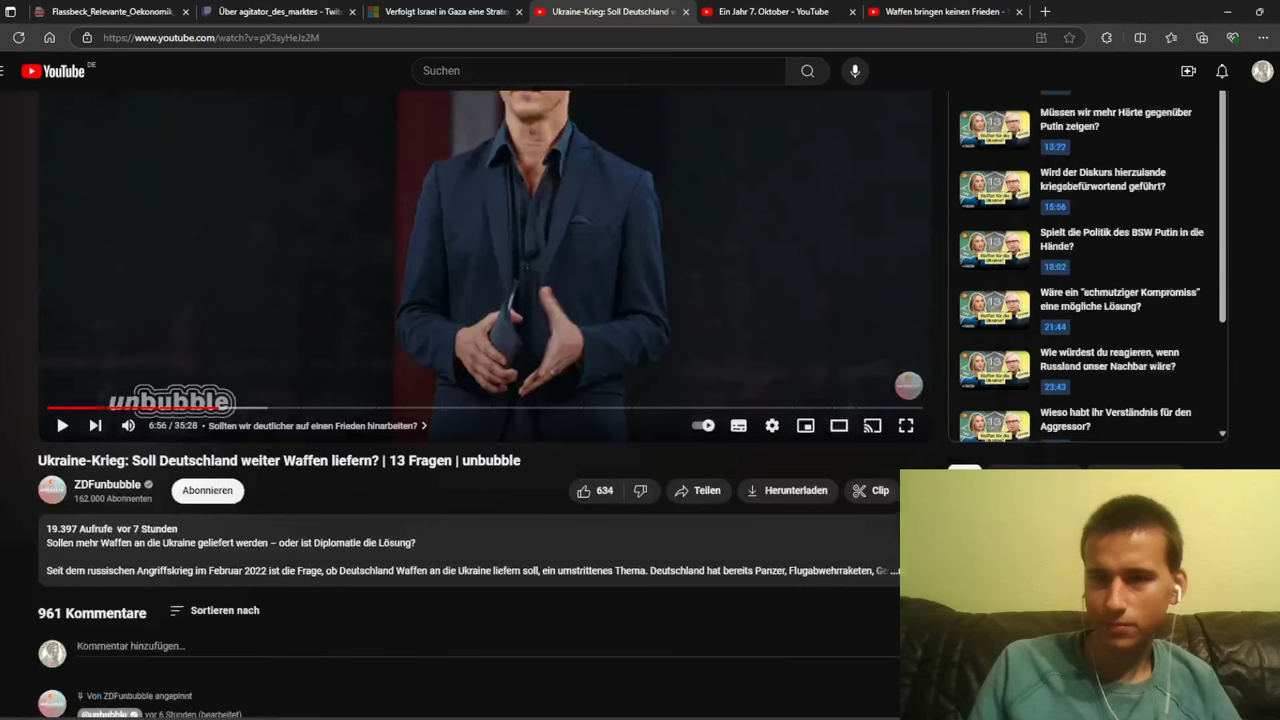 Flassbeck_Relevante_Oekonomik_
Über agitator_des_marktes - Twit
Verfolgt Israel in Gaza eine Strate
Ukraine-Krieg: Soll Deutschland w
Ein Jahr 7. Oktober - YouTube
Waffen bringen keinen Frieden -
https://www.youtube.com/watch?v=pX3syHeJz2M
YouTube DE
Suchen
Müssen wir mehr Härte gegenüber
Putin zeigen?
13:22
Wird der Diskurs hierzulande
kriegsbefürwortend geführt?
15:56
Spielt die Politik des BSW Putin in die
Hände?
18:02
Wäre ein "schmutziger Kompromiss"
eine mögliche Lösung?
21:44
Wie würdest du reagieren, wenn
Russland unser Nachbar wäre?
23:43
Wieso habt ihr Verständnis für den
Aggressor?
unbubble
6:56 / 35:28 • Sollten wir deutlicher auf einen Frieden hinarbeiten?
Ukraine-Krieg: Soll Deutschland weiter Waffen liefern? | 13 Fragen | unbubble
ZDFunbubble
162.000 Abonnenten
Abonnieren
634
Teilen
Herunterladen
Clip
19.397 Aufrufe vor 7 Stunden
Sollen mehr Waffen an die Ukraine geliefert werden – oder ist Diplomatie die Lösung?
Seit dem russischen Angriffskrieg im Februar 2022 ist die Frage, ob Deutschland Waffen an die Ukraine liefern soll, ein umstrittenes Thema. Deutschland hat bereits Panzer, Flugabwehrraketen, Ge
961 Kommentare
Sortieren nach
Kommentar hinzufügen...
Von ZDFunbubble angepinnt
@unbubble vor 6 Stunden (bearbeitet)